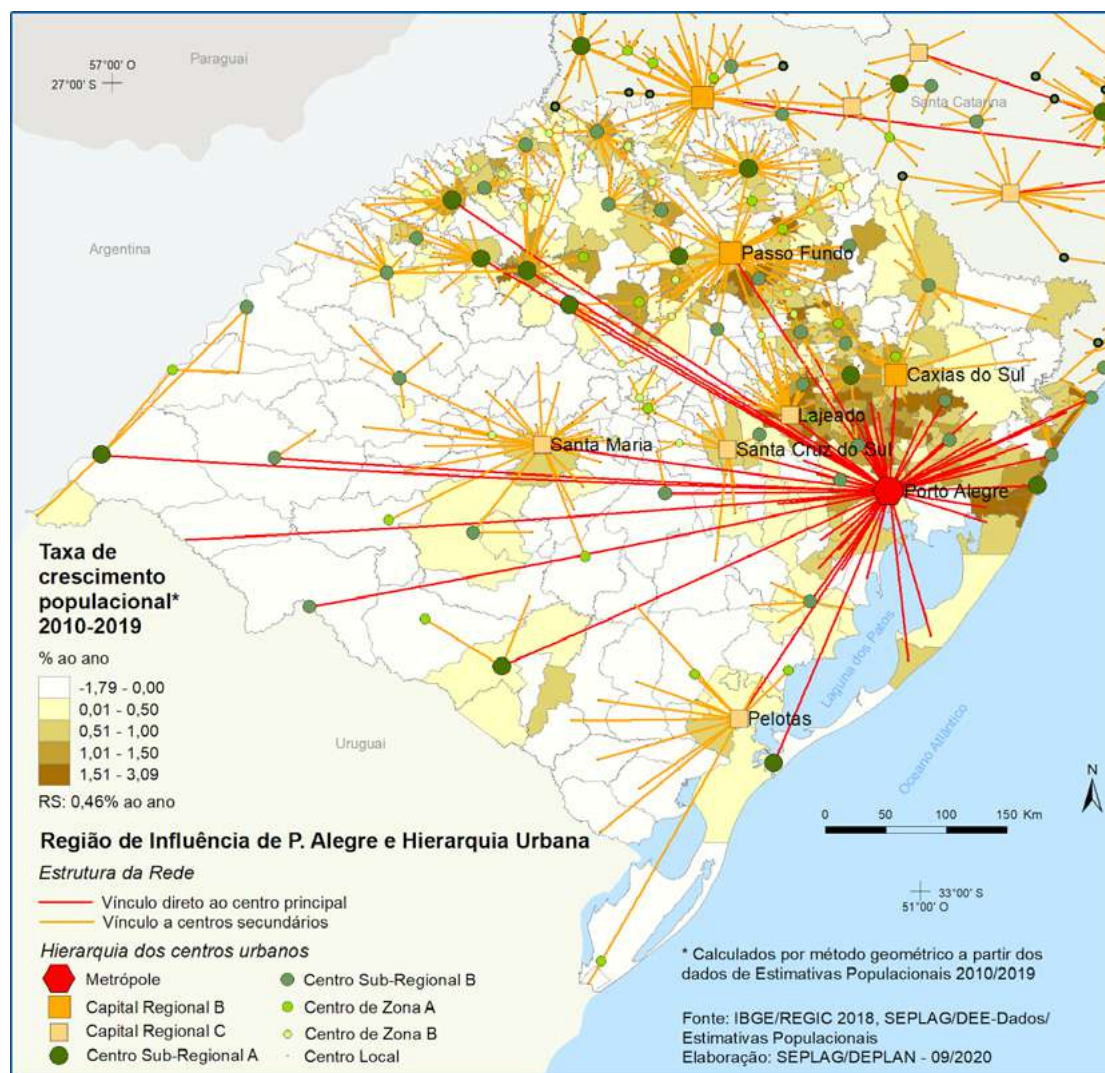 Paraguai
57°00' O
27°00' S
Santa Catarina
Argentina
Passo Fundo
Caxias do Sul
Lajeado
Santa Maria
Santa Cruz do Sul
Porto Alegre
Taxa de
crescimento
populacional*
2010-2019
% ao ano
-1,79 - 0,00
0,01 - 0,50
0,51 - 1,00
1,01 - 1,50
1,51 - 3,09
RS: 0,46% ao ano
Laguna dos Patos
Pelotas
Uruguai
Oceano Atlântico
N
0 50 100 150 Km
33°00' S
51°00' O
Região de Influência de P. Alegre e Hierarquia Urbana
Estrutura da Rede
Vínculo direto ao centro principal
Vínculo a centros secundários
Hierarquia dos centros urbanos
Metrópole
Capital Regional B
Capital Regional C
Centro Sub-Regional A
Centro Sub-Regional B
Centro de Zona A
Centro de Zona B
Centro Local
* Calculados por método geométrico a partir dos
dados de Estimativas Populacionais 2010/2019
Fonte: IBGE/REGIC 2018, SEPLAG/DEE-Dados/
Estimativas Populacionais
Elaboração: SEPLAG/DEPLAN - 09/2020